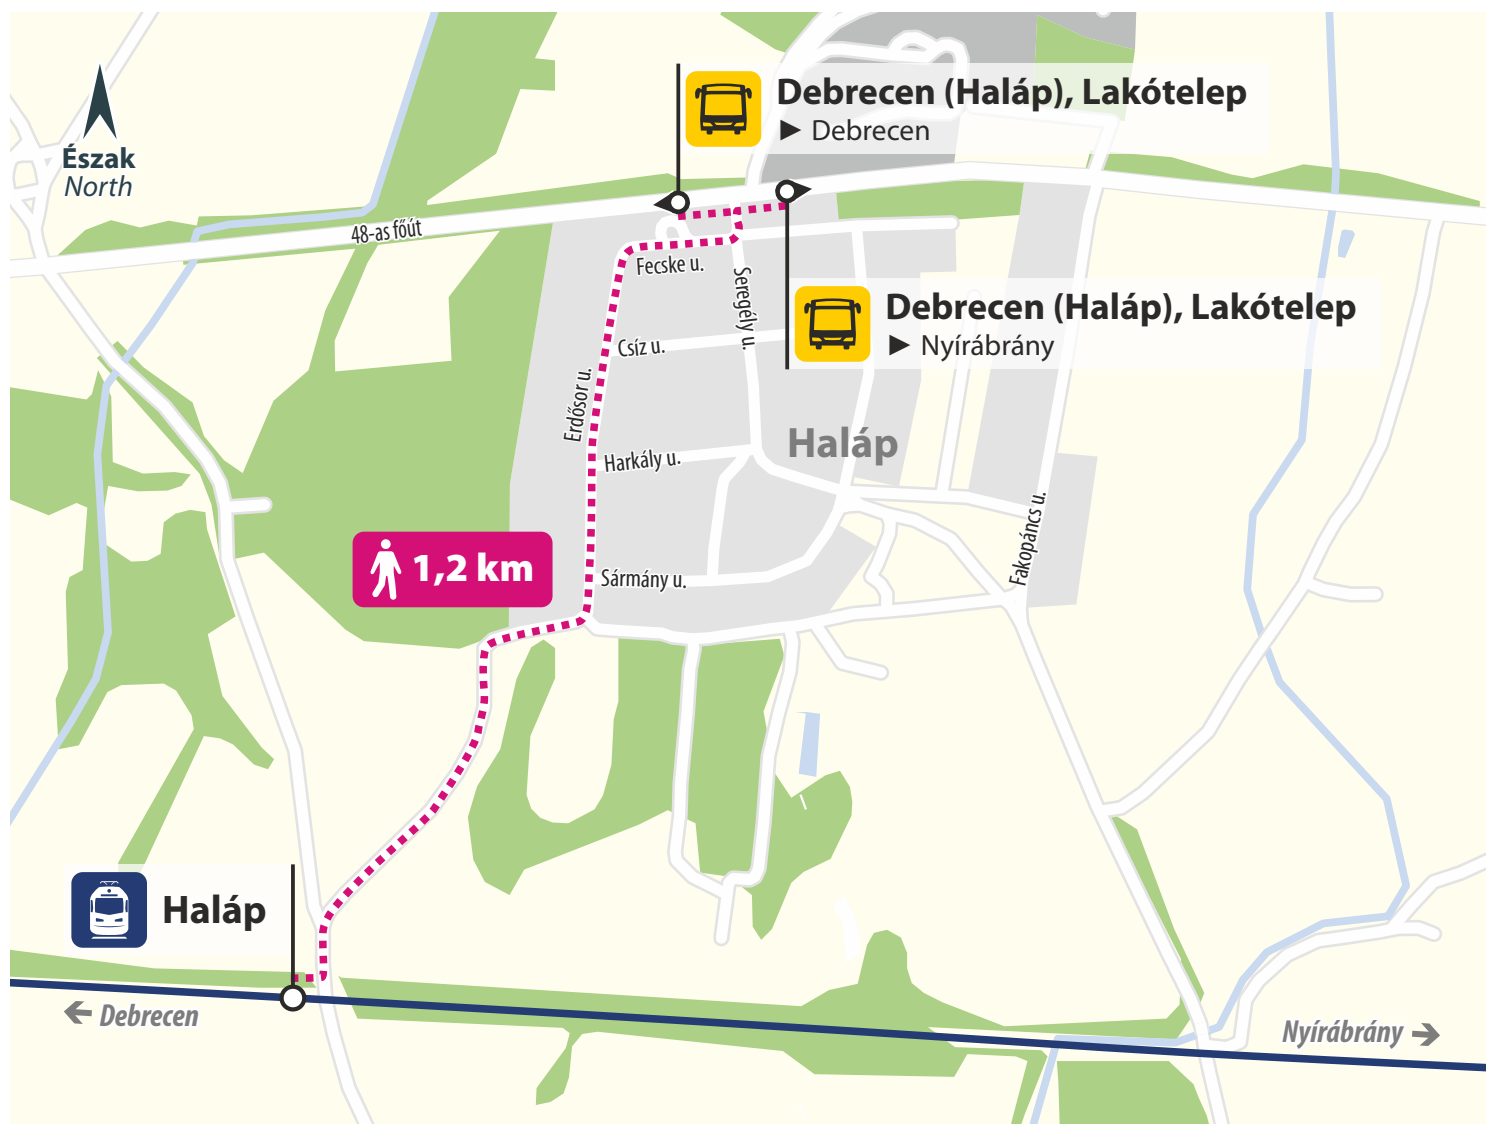 Debrecen (Haláp), Lakótelep
► Debrecen
Észak
North
48-as főút
Fecske u.
Seregély u.
Debrecen (Haláp), Lakótelep
► Nyírábrány
Csíz u.
Erdősor u.
Haláp
Harkály u.
Fakopáncs u.
1,2 km
Sármány u.
Haláp
← Debrecen
Nyírábrány →